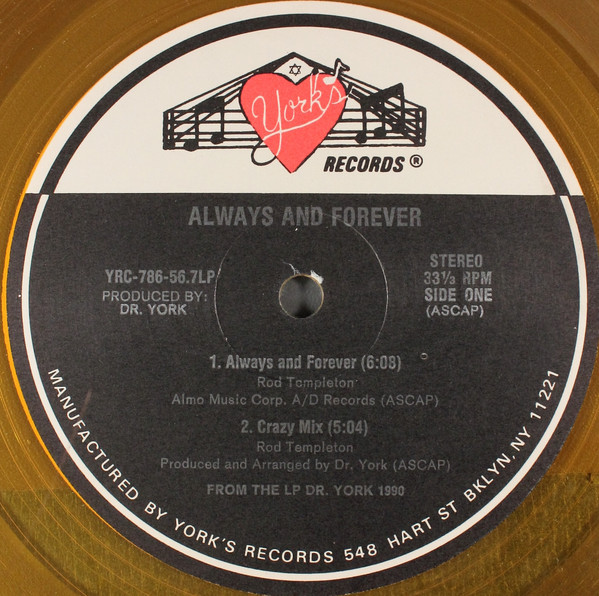 York's
RECORDS ®
ALWAYS AND FOREVER
YRC-786-56.7LP
PRODUCED BY:
DR. YORK
STEREO
33⅓ RPM
SIDE ONE
(ASCAP)
1. Always and Forever (6:08)
Rod Templeton
Almo Music Corp. A/D Records (ASCAP)
2. Crazy Mix (5:04)
Rod Templeton
Produced and Arranged by Dr. York (ASCAP)
FROM THE LP DR. YORK 1990
MANUFACTURED BY YORK'S RECORDS 548 HART ST BKLYN, NY 11221